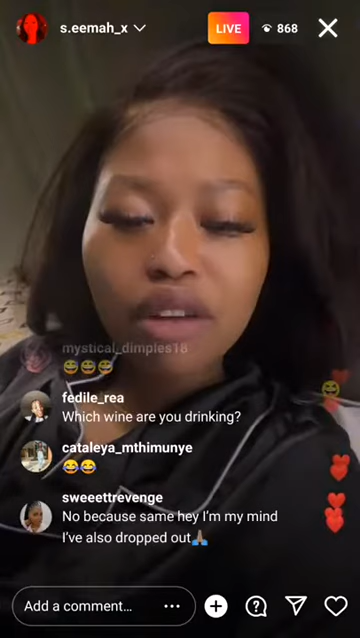 s.eemah_x
LIVE
868
mystical_dimples18
😂😂😂
fedile_rea
Which wine are you drinking?
cataleya_mthimunye
😂😂
sweeettrevenge
No because same hey I'm my mind
I've also dropped out🙏🏽
Add a comment...